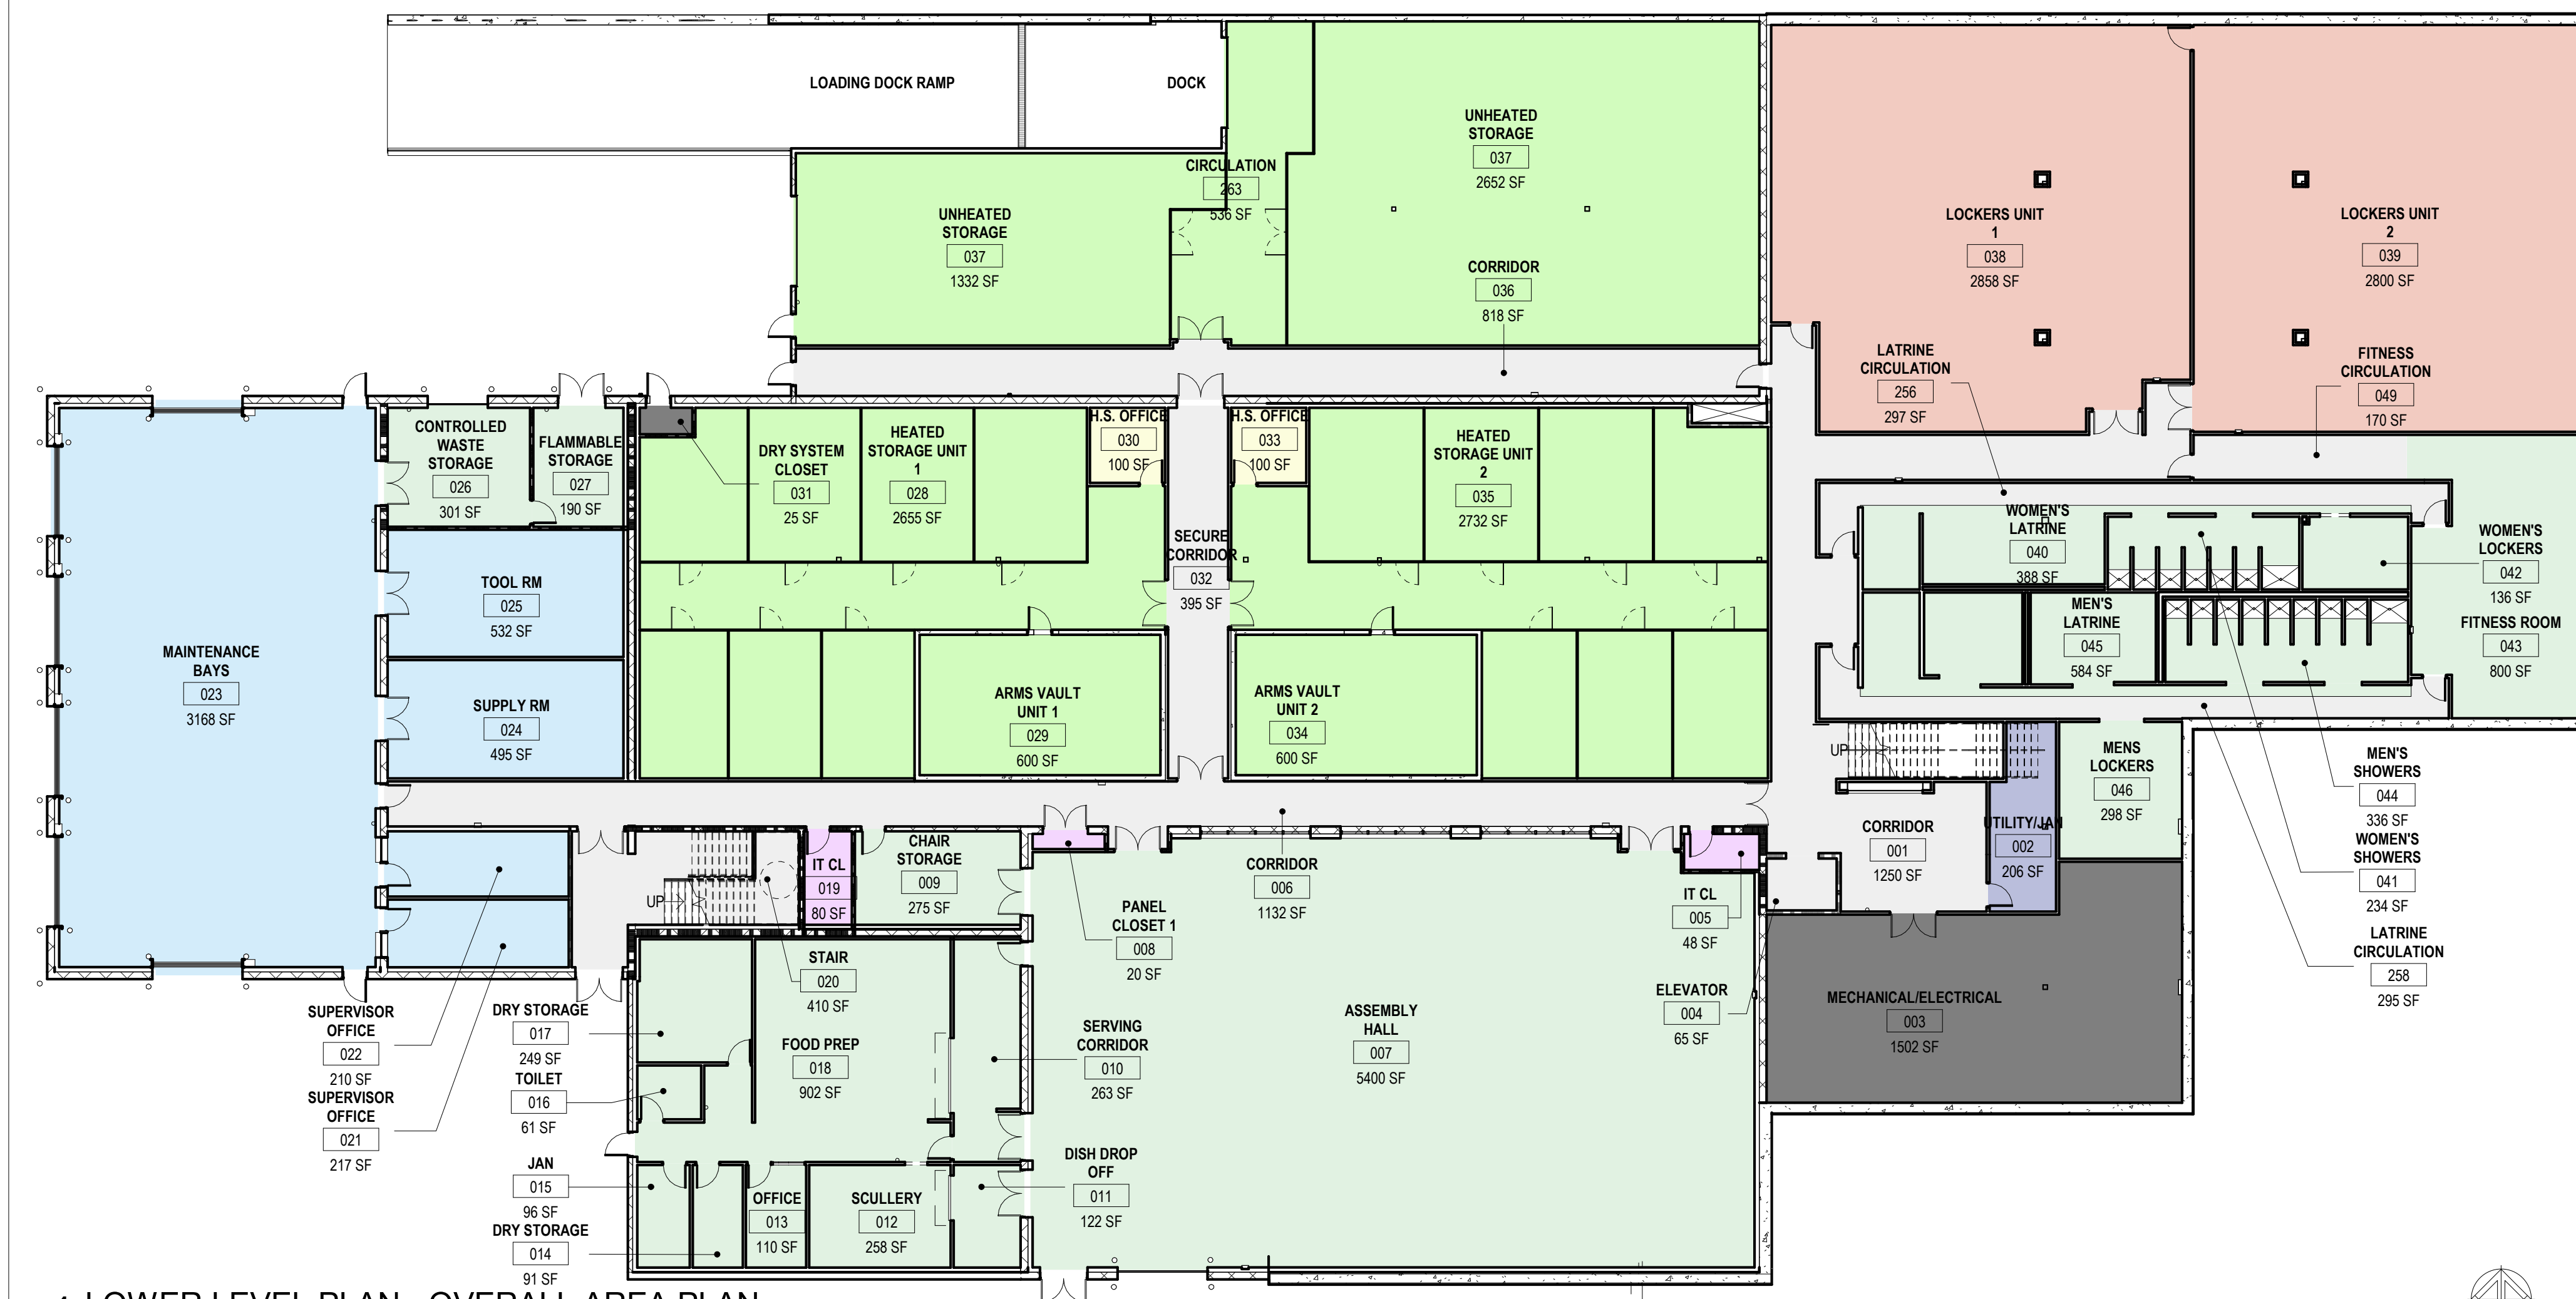 LOADING DOCK RAMP
DOCK
UNHEATED
STORAGE
037
2652 SF
CIRCULATION
263
536 SF
UNHEATED
STORAGE
037
1332 SF
CORRIDOR
036
818 SF
LOCKERS UNIT
1
038
2858 SF
LOCKERS UNIT
2
039
2800 SF
LATRINE
CIRCULATION
256
297 SF
FITNESS
CIRCULATION
049
170 SF
CONTROLLED
WASTE
STORAGE
026
301 SF
FLAMMABLE
STORAGE
027
190 SF
DRY SYSTEM
CLOSET
031
25 SF
HEATED
STORAGE UNIT
1
028
2655 SF
H.S. OFFICE
030
100 SF
H.S. OFFICE
033
100 SF
HEATED
STORAGE UNIT
2
035
2732 SF
SECURE
CORRIDOR
032
395 SF
WOMEN'S
LATRINE
040
388 SF
WOMEN'S
LOCKERS
042
136 SF
TOOL RM
025
532 SF
MEN'S
LATRINE
045
584 SF
FITNESS ROOM
043
800 SF
MAINTENANCE
BAYS
023
3168 SF
SUPPLY RM
024
495 SF
ARMS VAULT
UNIT 1
029
600 SF
ARMS VAULT
UNIT 2
034
600 SF
UP
MENS
LOCKERS
046
298 SF
MEN'S
SHOWERS
044
336 SF
WOMEN'S
SHOWERS
041
234 SF
LATRINE
CIRCULATION
258
295 SF
CORRIDOR
001
1250 SF
UTILITY/JAN
002
206 SF
UP
IT CL
019
80 SF
CHAIR
STORAGE
009
275 SF
CORRIDOR
006
1132 SF
PANEL
CLOSET 1
008
20 SF
IT CL
005
48 SF
STAIR
020
410 SF
ELEVATOR
004
65 SF
MECHANICAL/ELECTRICAL
003
1502 SF
SUPERVISOR
OFFICE
022
210 SF
SUPERVISOR
OFFICE
021
217 SF
DRY STORAGE
017
249 SF
TOILET
016
61 SF
FOOD PREP
018
902 SF
SERVING
CORRIDOR
010
263 SF
ASSEMBLY
HALL
007
5400 SF
JAN
015
96 SF
DRY STORAGE
014
91 SF
OFFICE
013
110 SF
SCULLERY
012
258 SF
DISH DROP
OFF
011
122 SF
LOWER LEVEL PLAN - OVERALL AREA PLAN